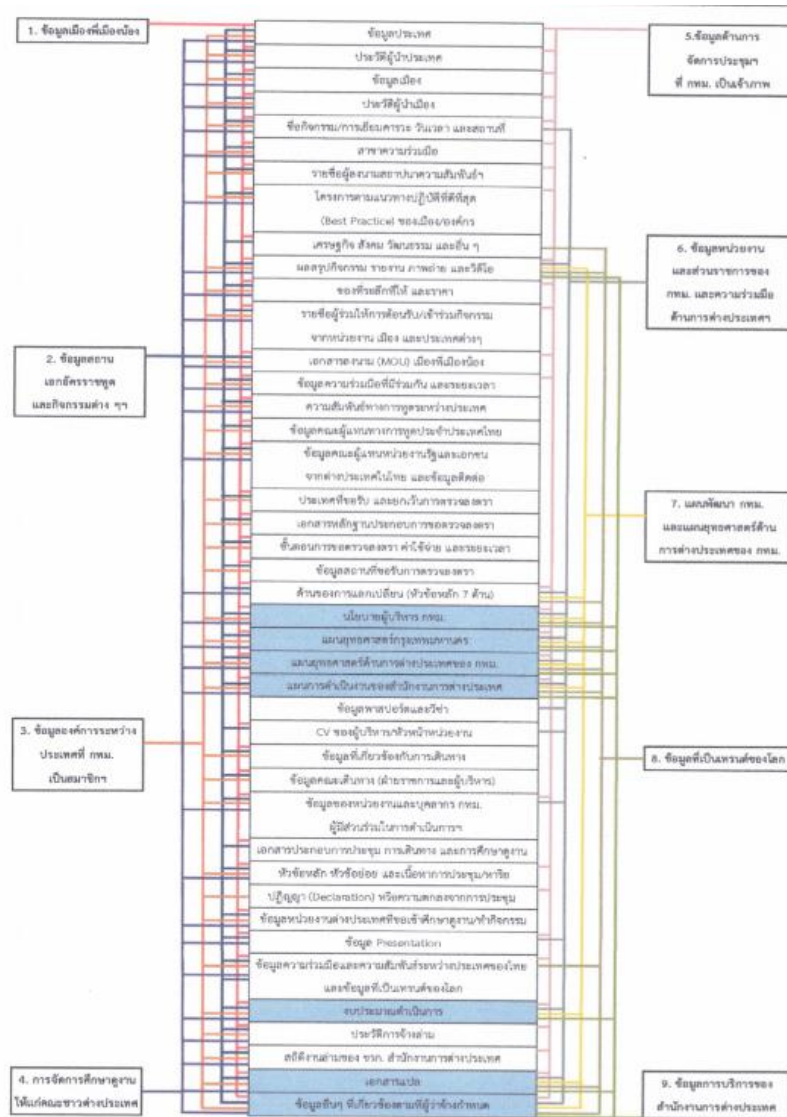 1. ข้อมูลเมืองพี่เมืองน้อง
2. ข้อมูลสถาน
เอกอัครราชทูต
และกิจกรรมต่าง ๆฯ
3. ข้อมูลองค์การระหว่าง
ประเทศที่ กทม.
เป็นสมาชิกฯ
4. การจัดการศึกษาดูงาน
ให้แก่คณะชาวต่างประเทศ
ข้อมูลประเทศ
ประวัติผู้นำประเทศ
ข้อมูลเมือง
ประวัติผู้นำเมือง
ชื่อกิจกรรม/การเยี่ยมคารวะ วันเวลา และสถานที่
สาขาความร่วมมือ
รายชื่อผู้ลงนามสถาปนาความสัมพันธ์ฯ
โครงการตามแนวทางปฏิบัติที่ดีที่สุด
(Best Practice) ของเมือง/องค์กร
เศรษฐกิจ สังคม วัฒนธรรม และอื่น ๆ
ผลสรุปกิจกรรม รายงาน ภาพถ่าย และวิดีโอ
ของที่ระลึกที่ให้ และราคา
รายชื่อผู้ร่วมให้การต้อนรับ/เข้าร่วมกิจกรรม
จากหน่วยงาน เมือง และประเทศต่างๆ
เอกสารลงนาม (MOU) เมืองพี่เมืองน้อง
ข้อมูลความร่วมมือที่มีร่วมกัน และระยะเวลา
ความสัมพันธ์ทางการทูตระหว่างประเทศ
ข้อมูลคณะผู้แทนทางการทูตประจำประเทศไทย
ข้อมูลคณะผู้แทนหน่วยงานรัฐและเอกชน
จากต่างประเทศในไทย และข้อมูลติดต่อ
ประเทศที่ขอรับ และยกเว้นการตรวจลงตรา
เอกสารหลักฐานประกอบการขอตรวจลงตรา
ขั้นตอนการขอตรวจลงตรา ค่าใช้จ่าย และระยะเวลา
ข้อมูลสถานที่ขอรับการตรวจลงตรา
ด้านของการแลกเปลี่ยน (หัวข้อหลัก 7 ด้าน)
นโยบายผู้บริหาร กทม.
แผนยุทธศาสตร์กรุงเทพมหานคร
แผนยุทธศาสตร์ด้านการต่างประเทศของ กทม.
แผนการดำเนินงานของสำนักงานการต่างประเทศ
ข้อมูลพาสปอร์ตและวีซ่า
CV ของผู้บริหาร/หัวหน้าหน่วยงาน
ข้อมูลที่เกี่ยวข้องกับการเดินทาง
ข้อมูลคณะเดินทาง (ฝ่ายราชการและผู้บริหาร)
ข้อมูลของหน่วยงานและบุคลากร กทม.
ผู้มีส่วนร่วมในการดำเนินการฯ
เอกสารประกอบการประชุม การเดินทาง และการศึกษาดูงาน
หัวข้อหลัก หัวข้อย่อย และเนื้อหาการประชุม/หารือ
ปฏิญญา (Declaration) หรือความตกลงจากการประชุม
ข้อมูลหน่วยงานต่างประเทศที่ขอเข้าศึกษาดูงาน/ทำกิจกรรม
ข้อมูล Presentation
ข้อมูลความร่วมมือและความสัมพันธ์ระหว่างประเทศของไทย
และข้อมูลที่เป็นเทรนด์ของโลก
งบประมาณดำเนินการ
ประวัติการจ้างล่าม
สถิติงานล่ามของ ขวก. สำนักงานการต่างประเทศ
เอกสารแปล
ข้อมูลอื่นๆ ที่เกี่ยวข้องตามที่ผู้ว่าจ้างกำหนด
5.ข้อมูลด้านการ
จัดการประชุมฯ
ที่ กทม. เป็นเจ้าภาพ
6. ข้อมูลหน่วยงาน
และส่วนราชการของ
กทม. และความร่วมมือ
ด้านการต่างประเทศฯ
7. แผนพัฒนา กทม.
และแผนยุทธศาสตร์ด้าน
การต่างประเทศของ กทม.
8. ข้อมูลที่เป็นเทรนด์ของโลก
9. ข้อมูลการบริการของ
สำนักงานการต่างประเทศ